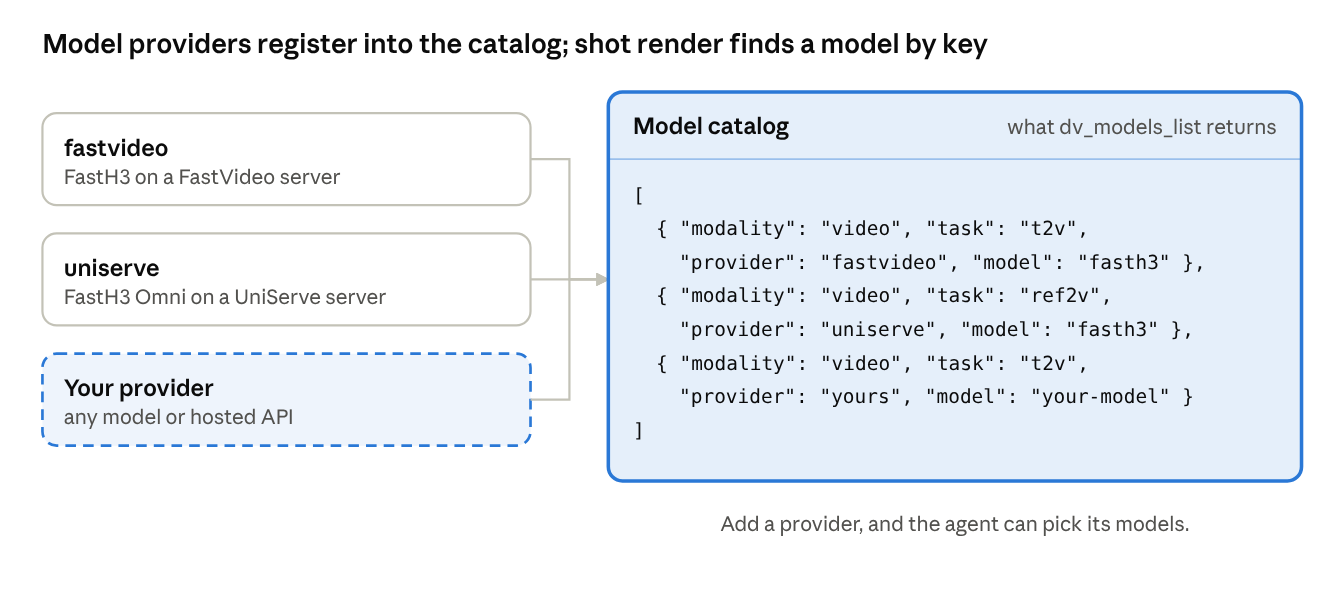 Model providers register into the catalog; shot render finds a model by key
fastvideo
FastH3 on a FastVideo server
uniserve
FastH3 Omni on a UniServe server
Your provider
any model or hosted API
Model catalog
what dv_models_list returns
[
  { "modality": "video", "task": "t2v",
    "provider": "fastvideo", "model": "fasth3" },
  { "modality": "video", "task": "ref2v",
    "provider": "uniserve", "model": "fasth3" },
  { "modality": "video", "task": "t2v",
    "provider": "yours", "model": "your-model" }
]
Add a provider, and the agent can pick its models.